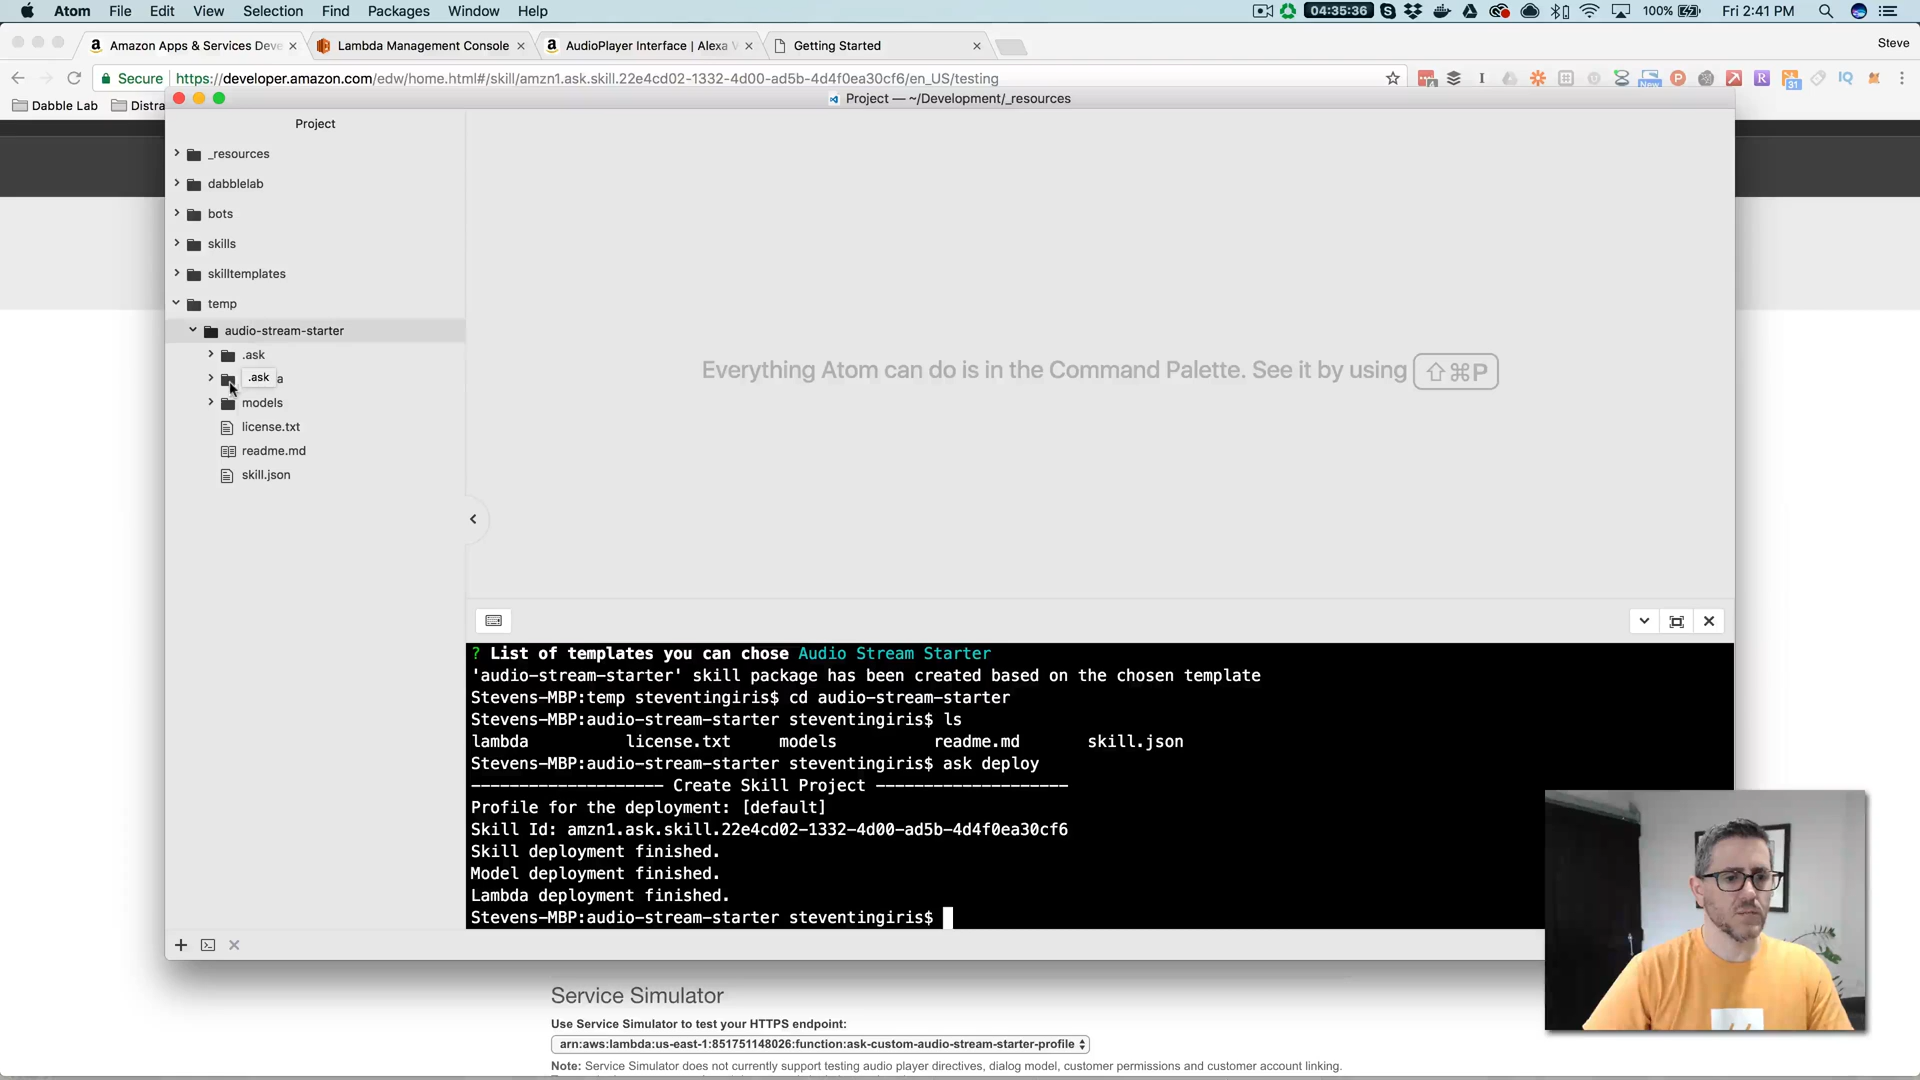 Atom File Edit View Selection Find Packages Window Help
04:35:36 100% Fri 2:41 PM
Amazon Apps & Services Deve
Lambda Management Console
AudioPlayer Interface | Alexa V
Getting Started
Steve
Secure https://developer.amazon.com/edw/home.html#/skill/amzn1.ask.skill.22e4cd02-1332-4d00-ad5b-4d4f0ea30cf6/en_US/testing
Dabble Lab Distra
Project — ~/Development/_resources
Project
_resources
dabblelab
bots
skills
skilltemplates
temp
audio-stream-starter
.ask
.ask a
models
license.txt
readme.md
skill.json
Everything Atom can do is in the Command Palette. See it by using ⇧⌘P
? List of templates you can chose Audio Stream Starter
'audio-stream-starter' skill package has been created based on the chosen template
Stevens-MBP:temp steventingiris$ cd audio-stream-starter
Stevens-MBP:audio-stream-starter steventingiris$ ls
lambda license.txt models readme.md skill.json
Stevens-MBP:audio-stream-starter steventingiris$ ask deploy
-------------------- Create Skill Project --------------------
Profile for the deployment: [default]
Skill Id: amzn1.ask.skill.22e4cd02-1332-4d00-ad5b-4d4f0ea30cf6
Skill deployment finished.
Model deployment finished.
Lambda deployment finished.
Stevens-MBP:audio-stream-starter steventingiris$
Service Simulator
Use Service Simulator to test your HTTPS endpoint:
arn:aws:lambda:us-east-1:851751148026:function:ask-custom-audio-stream-starter-profile
Note: Service Simulator does not currently support testing audio player directives, dialog model, customer permissions and customer account linking.